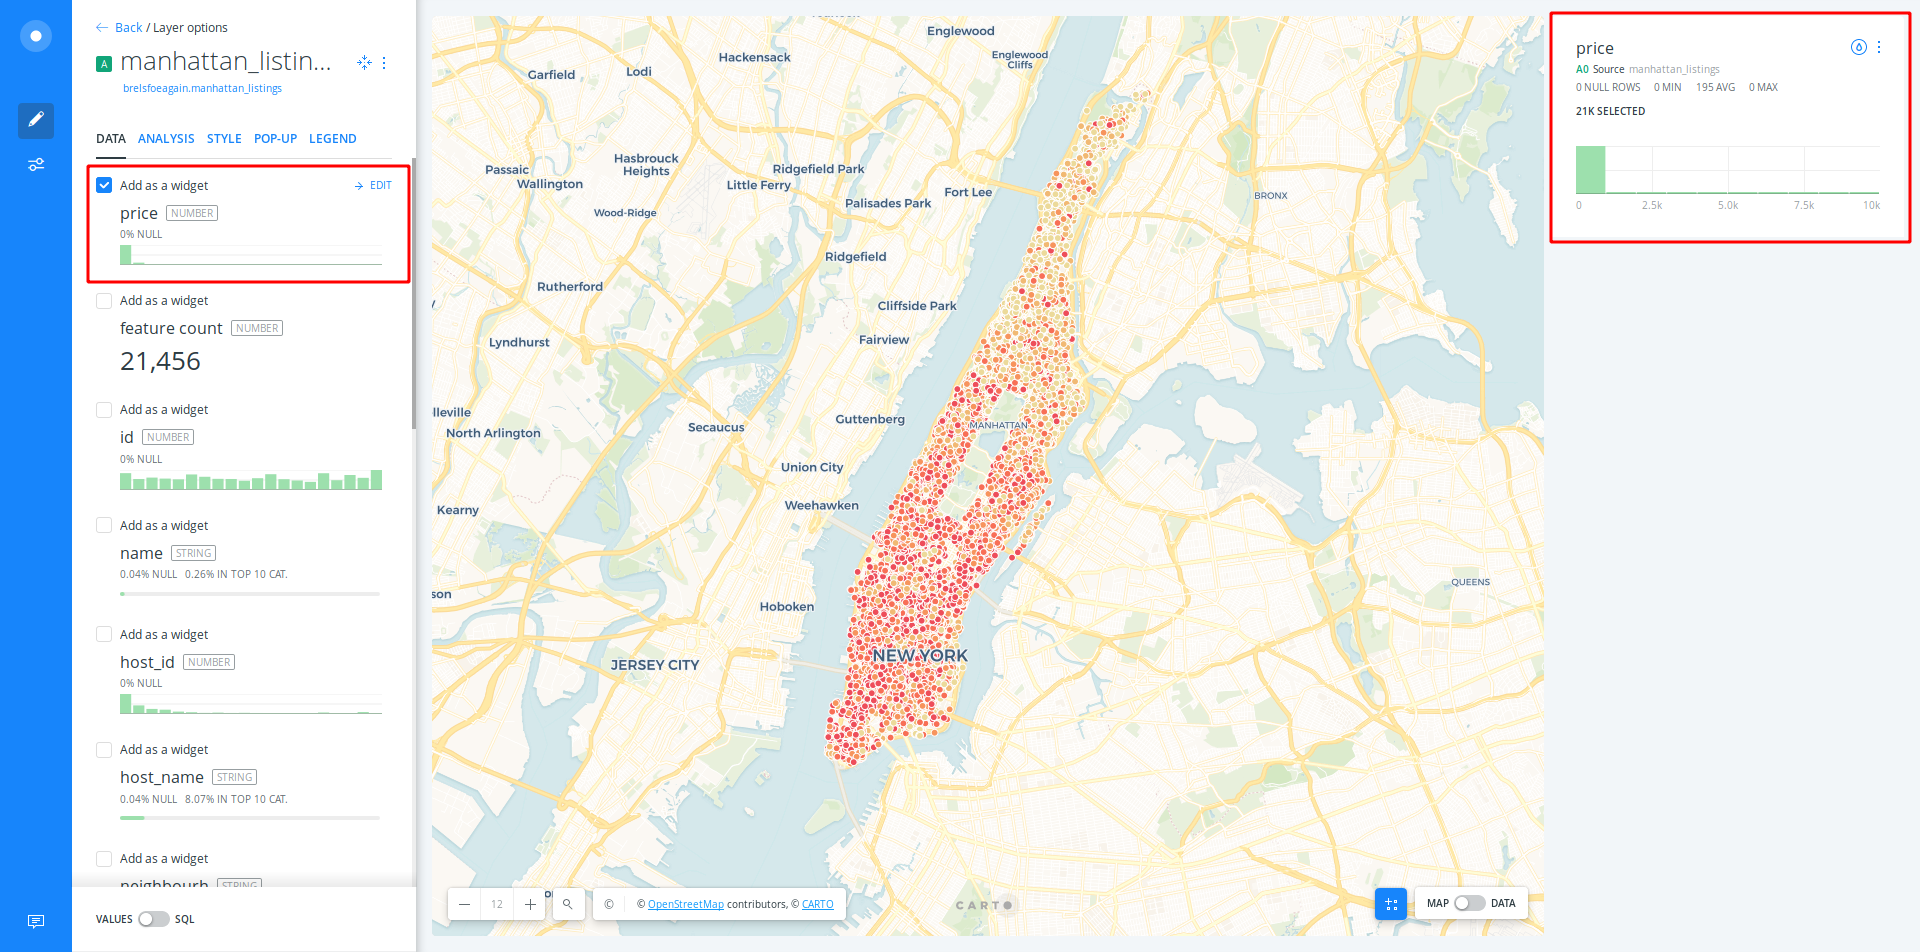 Back / Layer options
A
manhattan_listin...
brelsfoeagain.manhattan_listings
DATA ANALYSIS STYLE POP-UP LEGEND
Add as a widget
EDIT
price NUMBER
0% NULL
Add as a widget
feature count NUMBER
21,456
Add as a widget
id NUMBER
0% NULL
Add as a widget
name STRING
0.04% NULL 0.26% IN TOP 10 CAT.
Add as a widget
host_id NUMBER
0% NULL
Add as a widget
host_name STRING
0.04% NULL 8.07% IN TOP 10 CAT.
Add as a widget
neighbourh STRING
VALUES SQL
Englewood
Englewood
Cliffs
Hackensack
Lodi
Garfield
Hasbrouck
Heights
Ridgefield Park
Passaic
Wallington
Little Ferry
Fort Lee
Palisades Park
Wood-Ridge
BRONX
Ridgefield
Rutherford
Cliffside Park
Lyndhurst
Fairview
lleville
Guttenberg
North Arlington
Secaucus
MANHATTAN
Union City
Weehawken
Kearny
QUEENS
son
Hoboken
NEW YORK
JERSEY CITY
12
© © OpenStreetMap contributors, © CARTO
CARTO
MAP DATA
price
A0 Source manhattan_listings
0 NULL ROWS 0 MIN 195 AVG 0 MAX
21K SELECTED
0 2.5k 5.0k 7.5k 10k